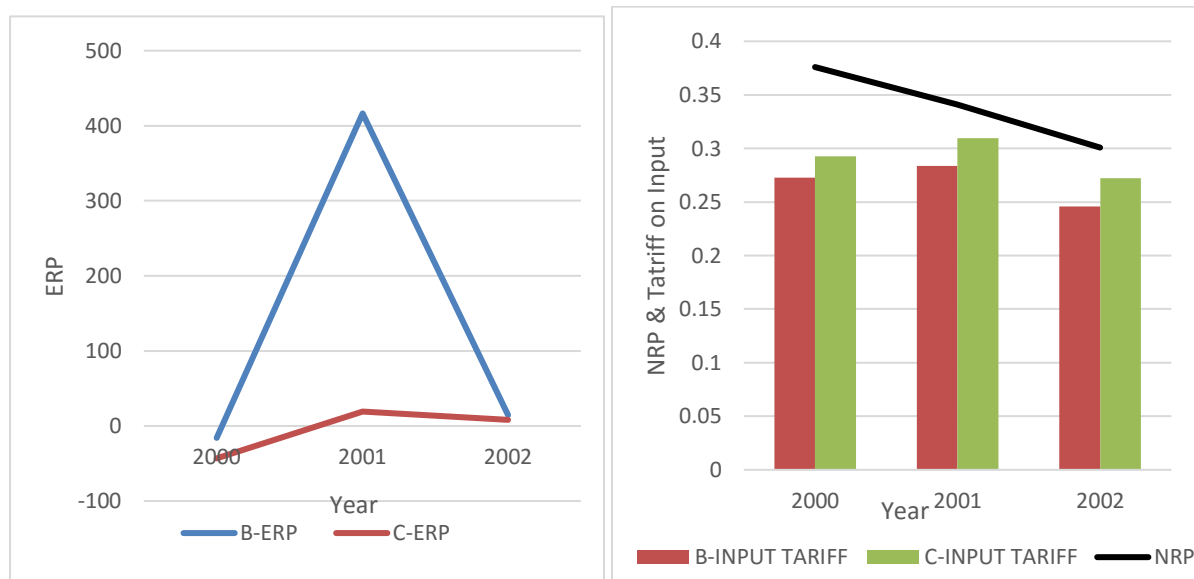 500
400
300
200
100
0
-100
ERP
2000 2001 2002
Year
B-ERP C-ERP
0.4
0.35
0.3
0.25
0.2
0.15
0.1
0.05
0
NRP & Tatriff on Input
2000 2001 2002
Year
B-INPUT TARIFF C-INPUT TARIFF NRP